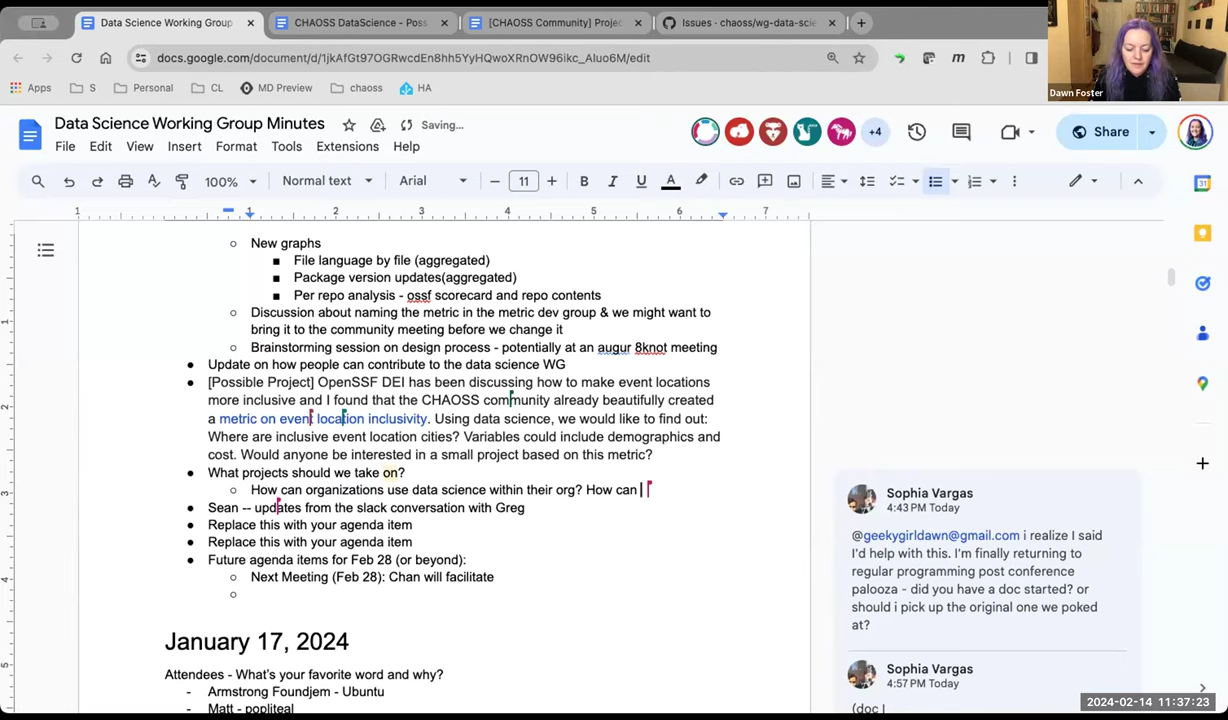 Data Science Working Group
CHAOSS DataScience - Poss
[CHAOSS Community] Projec
Issues · chaoss/wg-data-scie
docs.google.com/document/d/1jkAfGt97OGRwcdEn8hh5YyHQwoXRnOW96ikc_AIuo6M/edit
Apps
S
Personal
CL
MD Preview
chaoss
HA
Dawn Foster
Data Science Working Group Minutes
Saving...
+4
Share
File Edit View Insert Format Tools Extensions Help
100%
Normal text
Arial
11
B I U A
1 1 2 3 4 5 6 7
New graphs
File language by file (aggregated)
Package version updates(aggregated)
Per repo analysis - ossf scorecard and repo contents
Discussion about naming the metric in the metric dev group & we might want to
bring it to the community meeting before we change it
Brainstorming session on design process - potentially at an augur 8knot meeting
Update on how people can contribute to the data science WG
[Possible Project] OpenSSF DEI has been discussing how to make event locations
more inclusive and I found that the CHAOSS community already beautifully created
a metric on event location inclusivity. Using data science, we would like to find out:
Where are inclusive event location cities? Variables could include demographics and
cost. Would anyone be interested in a small project based on this metric?
What projects should we take on?
How can organizations use data science within their org? How can
Sean -- updates from the slack conversation with Greg
Replace this with your agenda item
Replace this with your agenda item
Future agenda items for Feb 28 (or beyond):
Next Meeting (Feb 28): Chan will facilitate
January 17, 2024
Attendees - What's your favorite word and why?
- Armstrong Foundjem - Ubuntu
- Matt - popliteal
1
2
3
4
5
Sophia Vargas
4:43 PM Today
@geekygirldawn@gmail.com i realize I said
I'd help with this. I'm finally returning to
regular programming post conference
palooza - did you have a doc started? or
should i pick up the original one we poked
at?
Sophia Vargas
4:57 PM Today
(doc I
2024-02-14 11:37:23